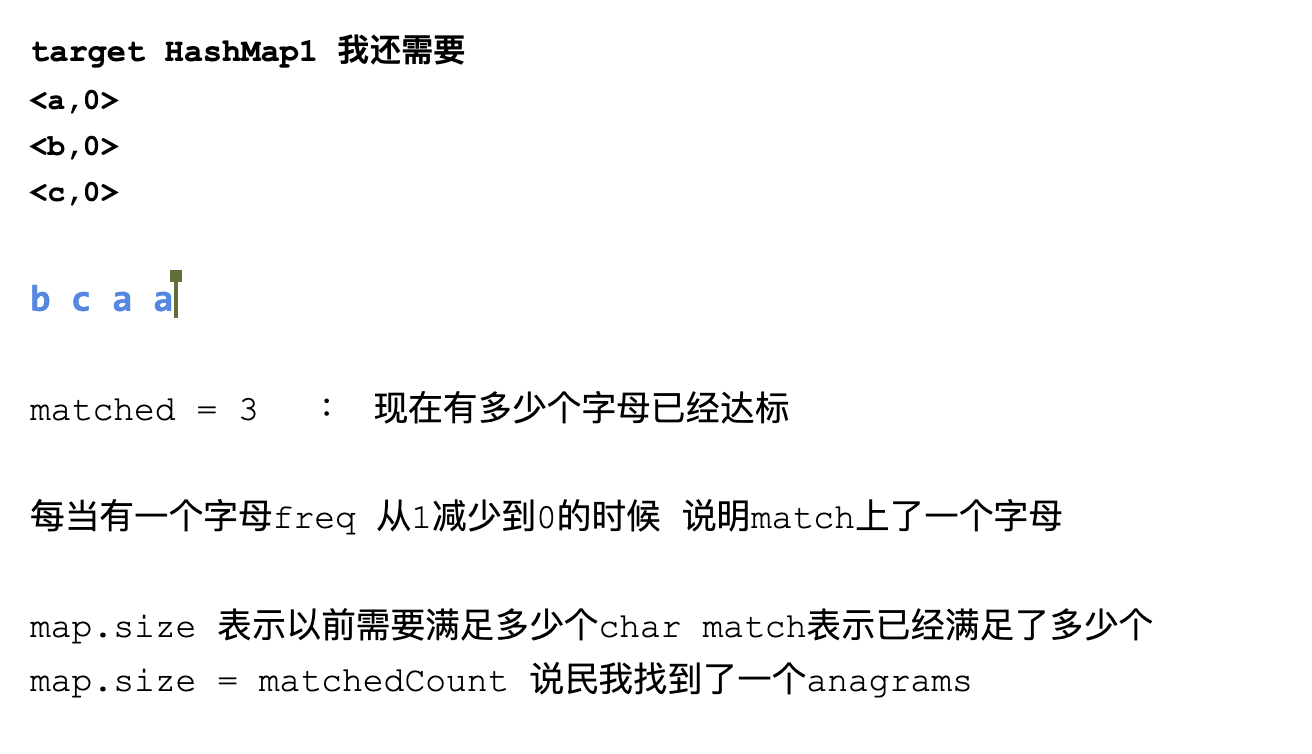 target HashMap1 我还需要
<a,0>
<b,0>
<c,0>
b c a a
matched = 3 : 现在有多少个字母已经达标
每当有一个字母freq 从1减少到0的时候 说明match上了一个字母
map.size 表示以前需要满足多少个char match表示已经满足了多少个
map.size = matchedCount 说民我找到了一个anagrams